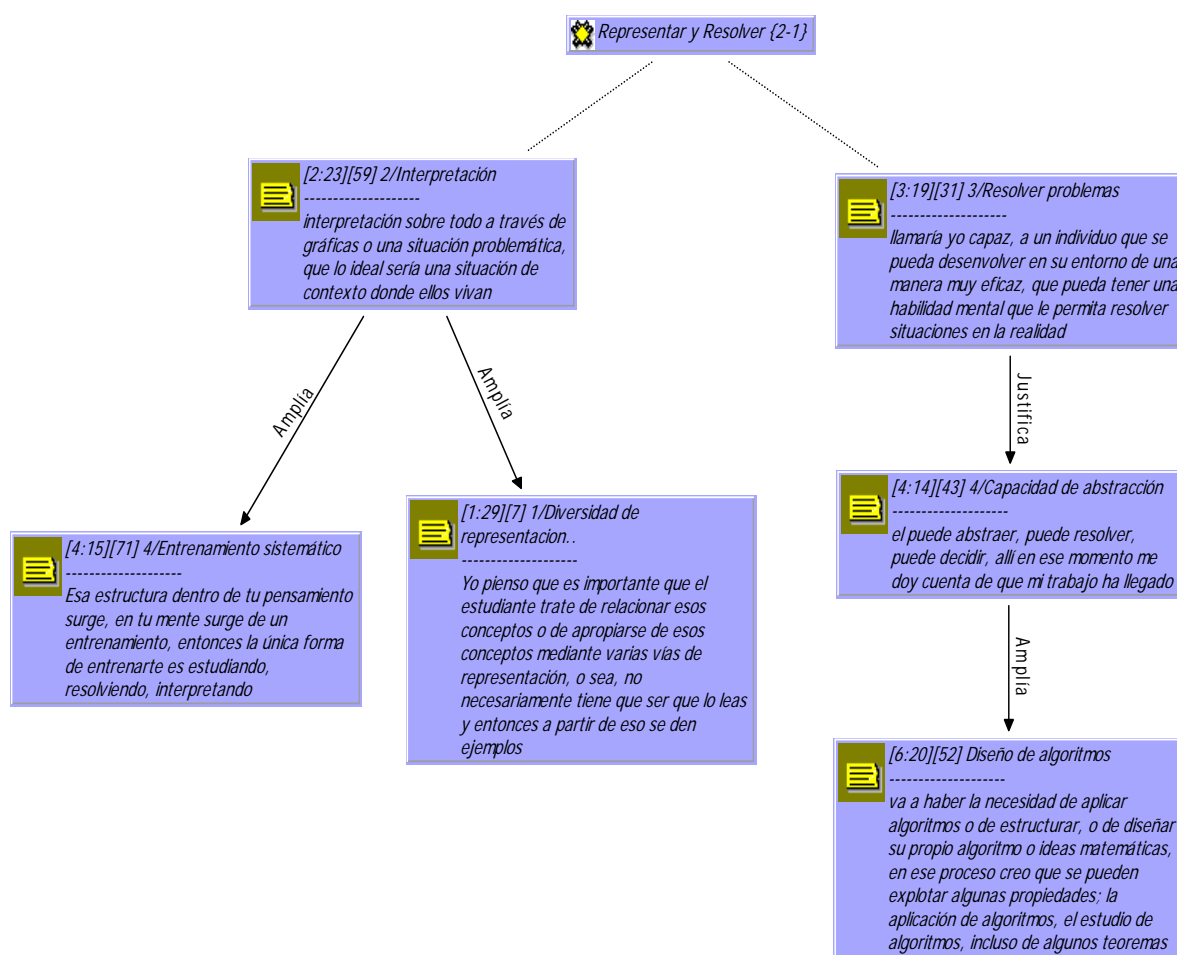 Representar y Resolver {2-1}
[2:23][59] 2/Interpretación
--------------------
interpretación sobre todo a través de
gráficas o una situación problemática,
que lo ideal sería una situación de
contexto donde ellos vivan
[3:19][31] 3/Resolver problemas
--------------------
llamaría yo capaz, a un individuo que se
pueda desenvolver en su entorno de una
manera muy eficaz, que pueda tener una
habilidad mental que le permita resolver
situaciones en la realidad
Amplía
Amplía
Justifica
[4:15][71] 4/Entrenamiento sistemático
--------------------
Esa estructura dentro de tu pensamiento
surge, en tu mente surge de un
entrenamiento, entonces la única forma
de entrenarte es estudiando,
resolviendo, interpretando
[1:29][7] 1/Diversidad de
representacion..
--------------------
Yo pienso que es importante que el
estudiante trate de relacionar esos
conceptos o de apropiarse de esos
conceptos mediante varias vías de
representación, o sea, no
necesariamente tiene que ser que lo leas
y entonces a partir de eso se den
ejemplos
[4:14][43] 4/Capacidad de abstracción
--------------------
el puede abstraer, puede resolver,
puede decidir, allí en ese momento me
doy cuenta de que mi trabajo ha llegado
Amplía
[6:20][52] Diseño de algoritmos
--------------------
va a haber la necesidad de aplicar
algoritmos o de estructurar, o de diseñar
su propio algoritmo o ideas matemáticas,
en ese proceso creo que se pueden
explotar algunas propiedades; la
aplicación de algoritmos, el estudio de
algoritmos, incluso de algunos teoremas